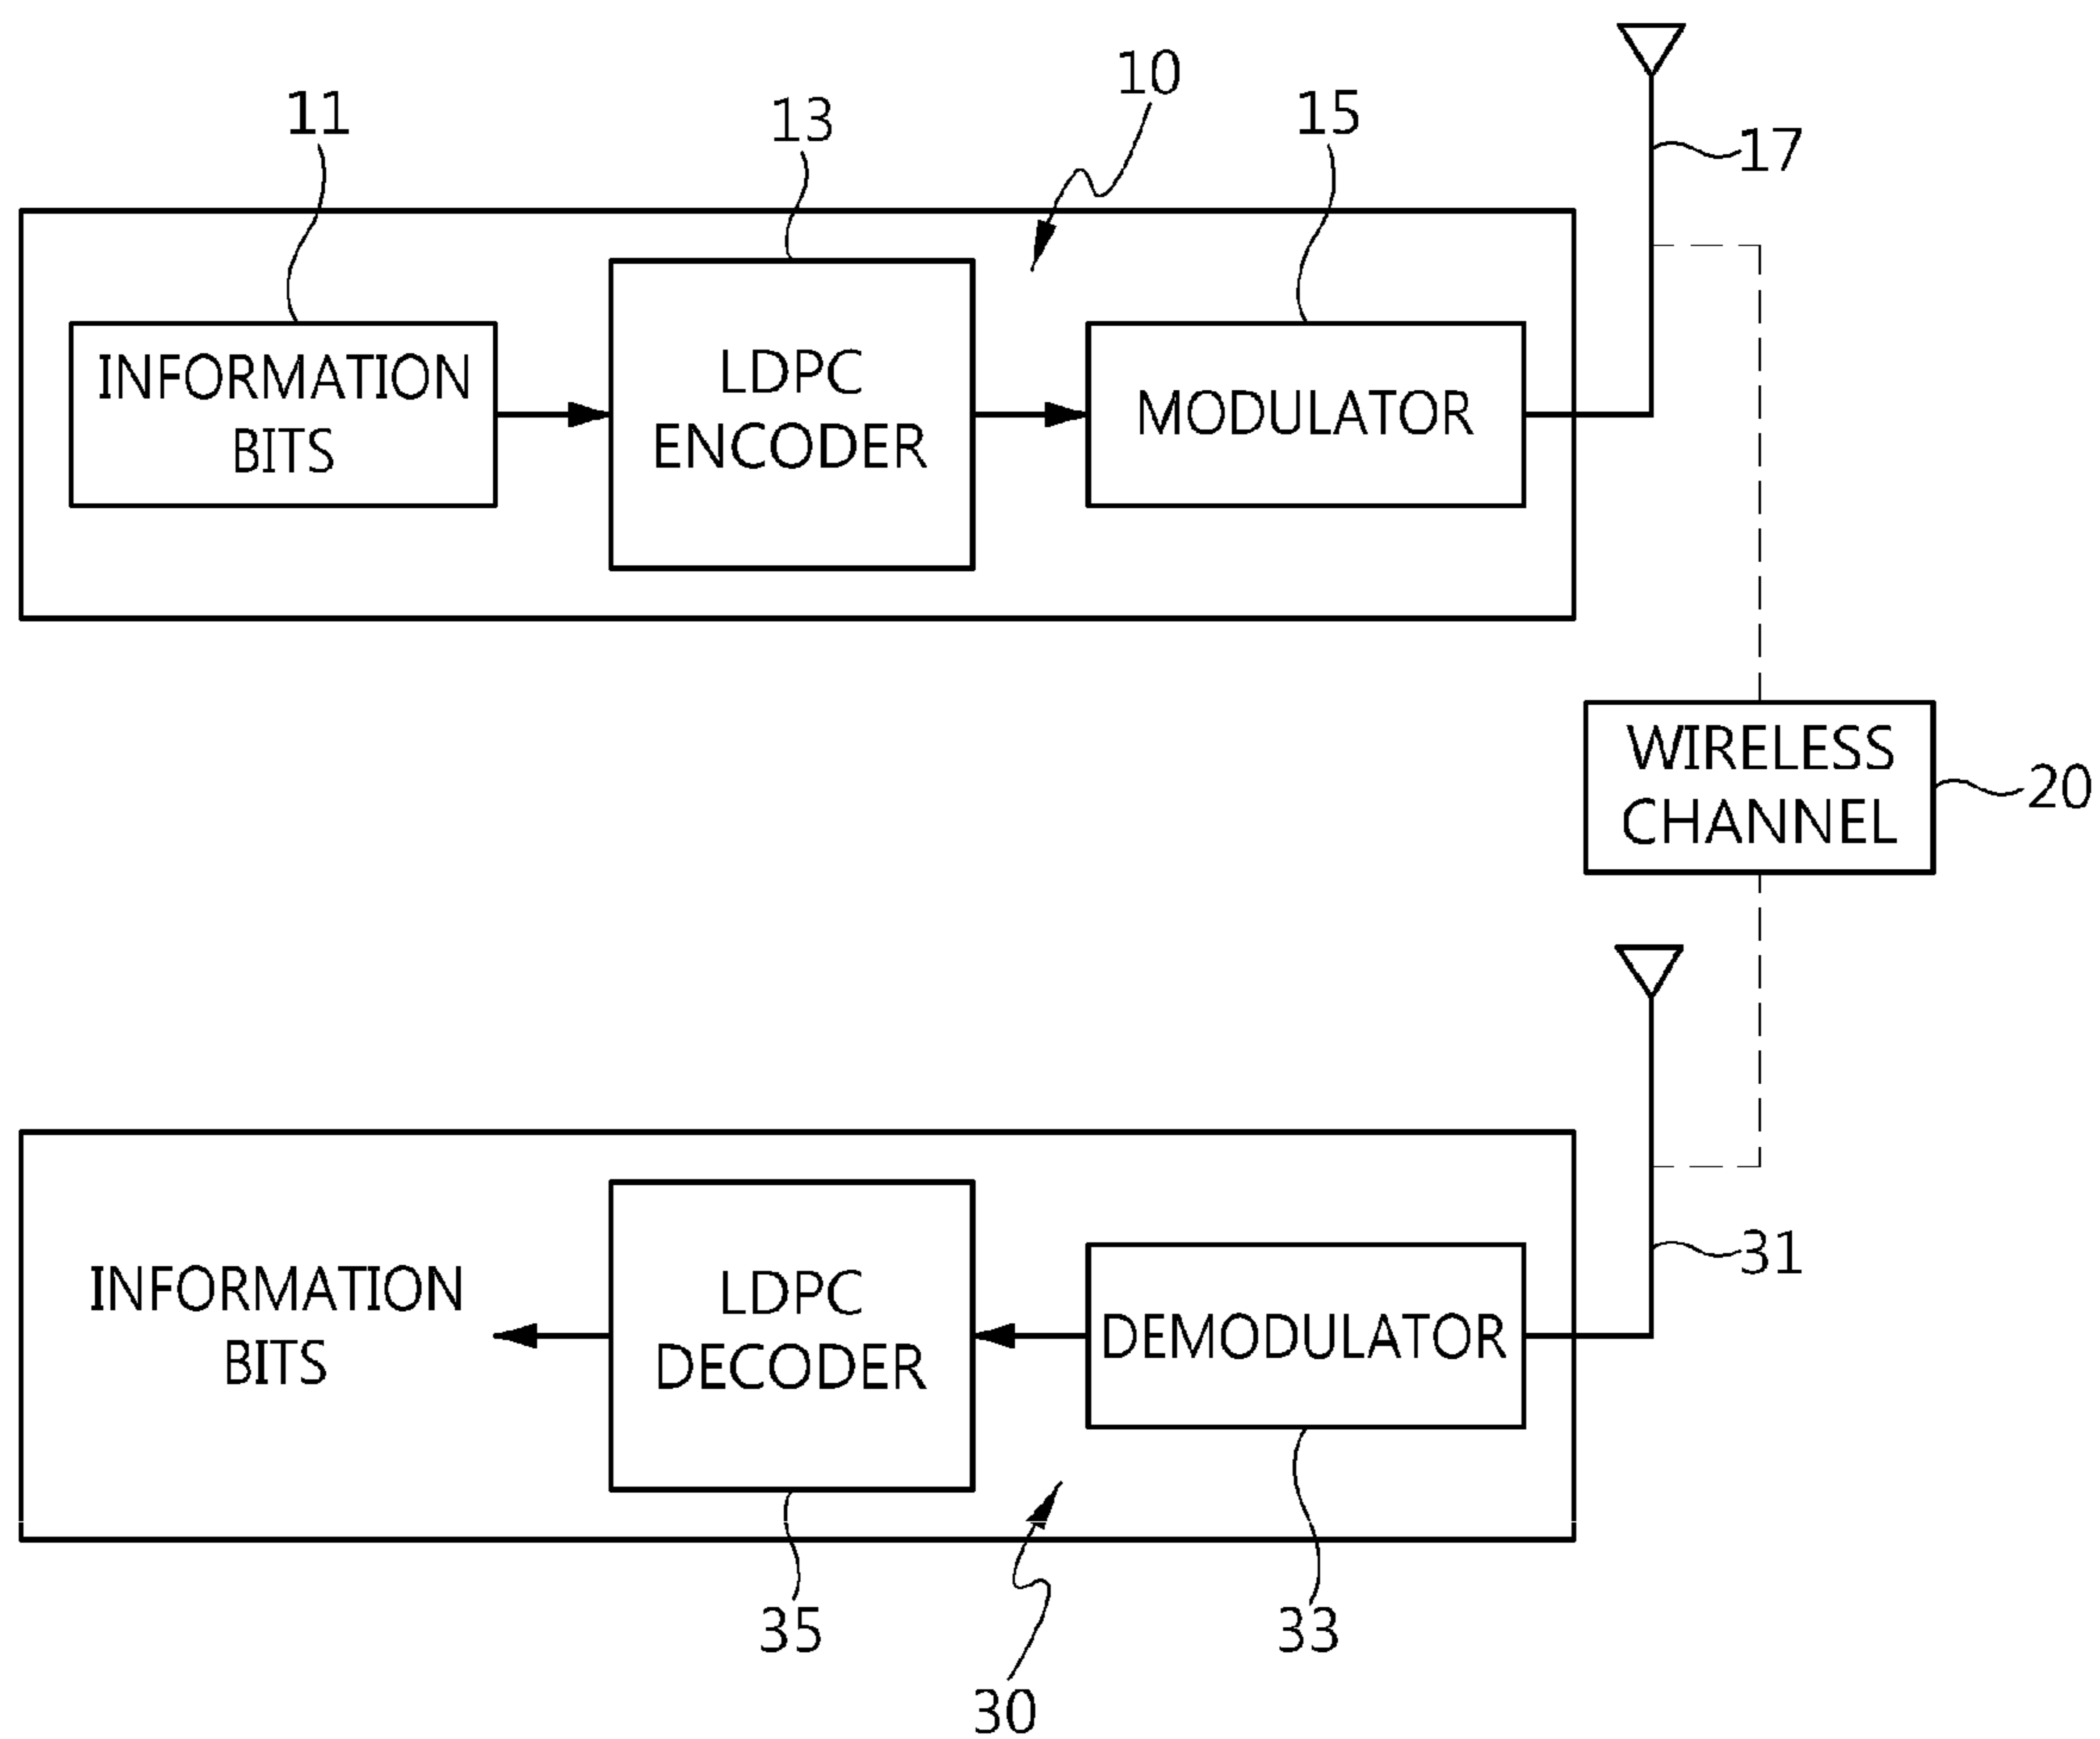 10
11
13
15
17
INFORMATION
BITS
LDPC
ENCODER
MODULATOR
WIRELESS
CHANNEL
20
31
INFORMATION
BITS
LDPC
DECODER
DEMODULATOR
35
33
30